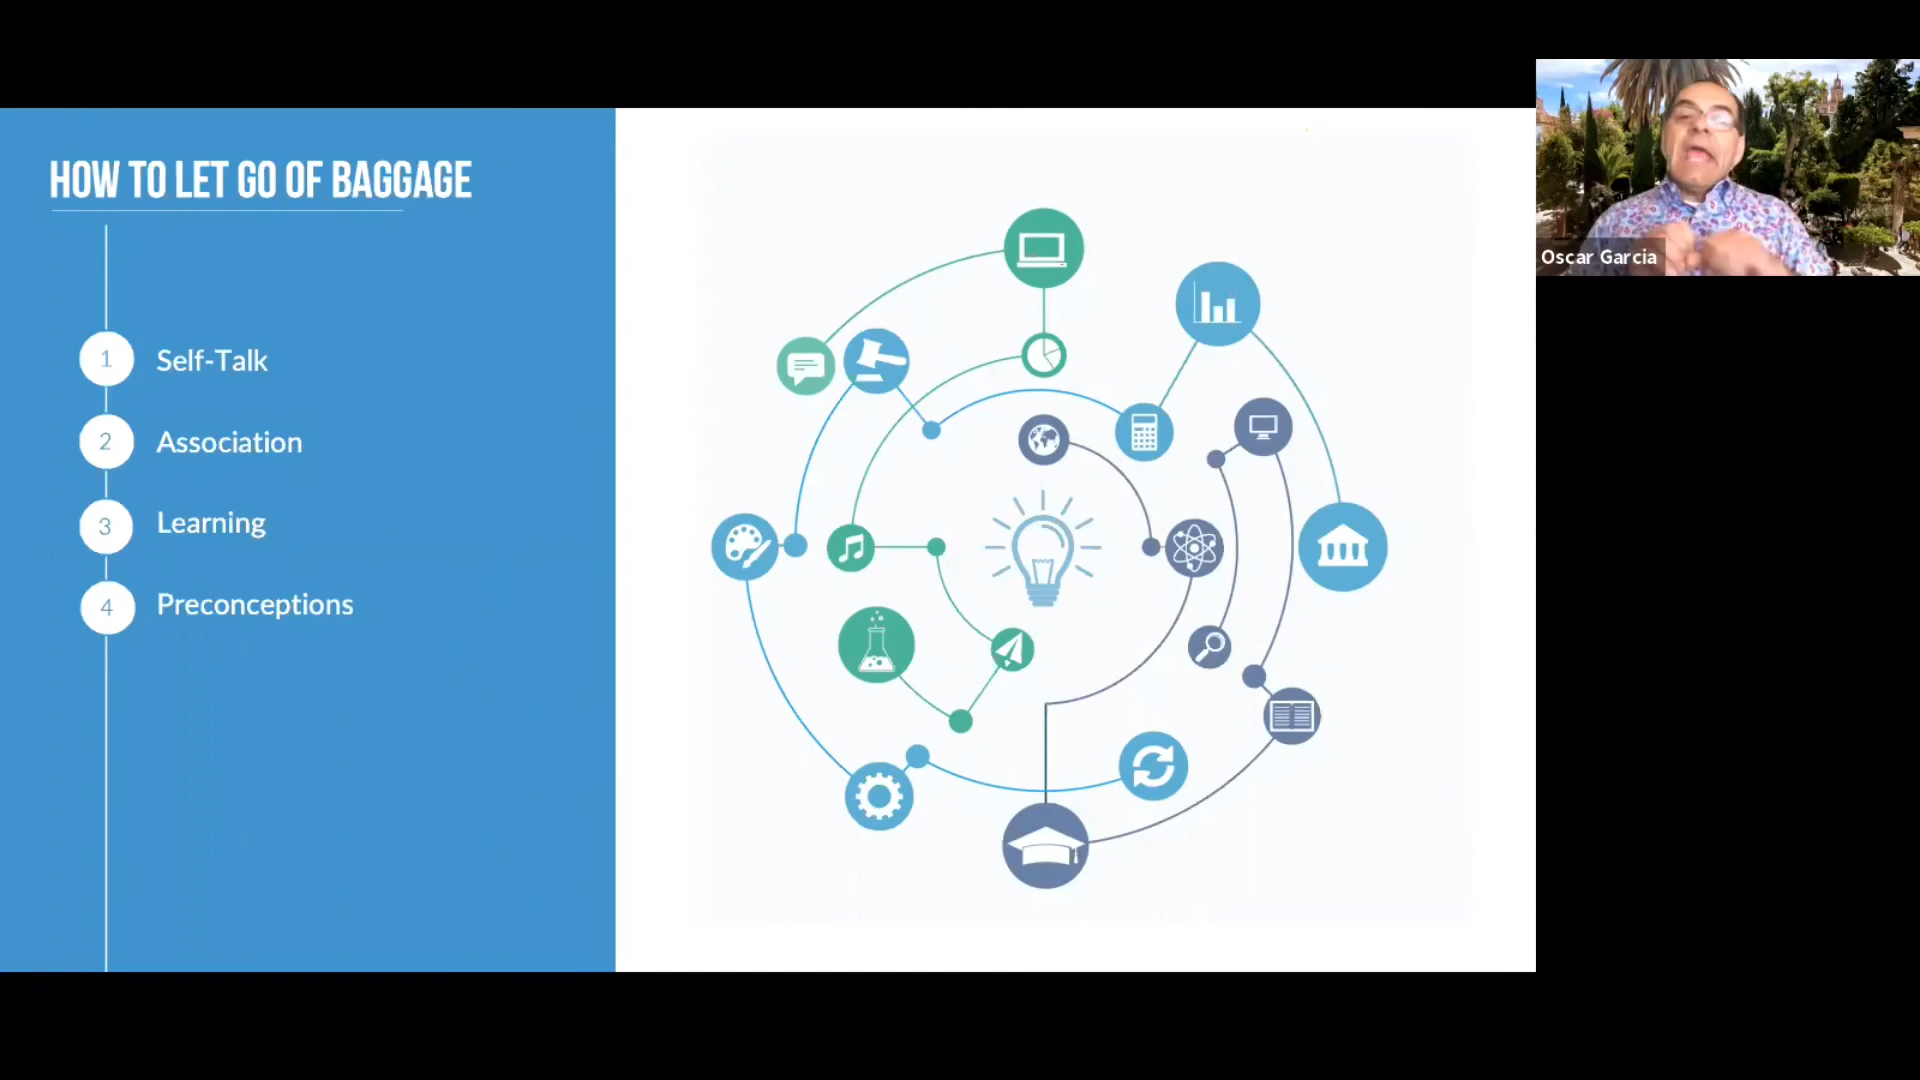 HOW TO LET GO OF BAGGAGE
1 Self-Talk
2 Association
3 Learning
4 Preconceptions
Oscar Garcia